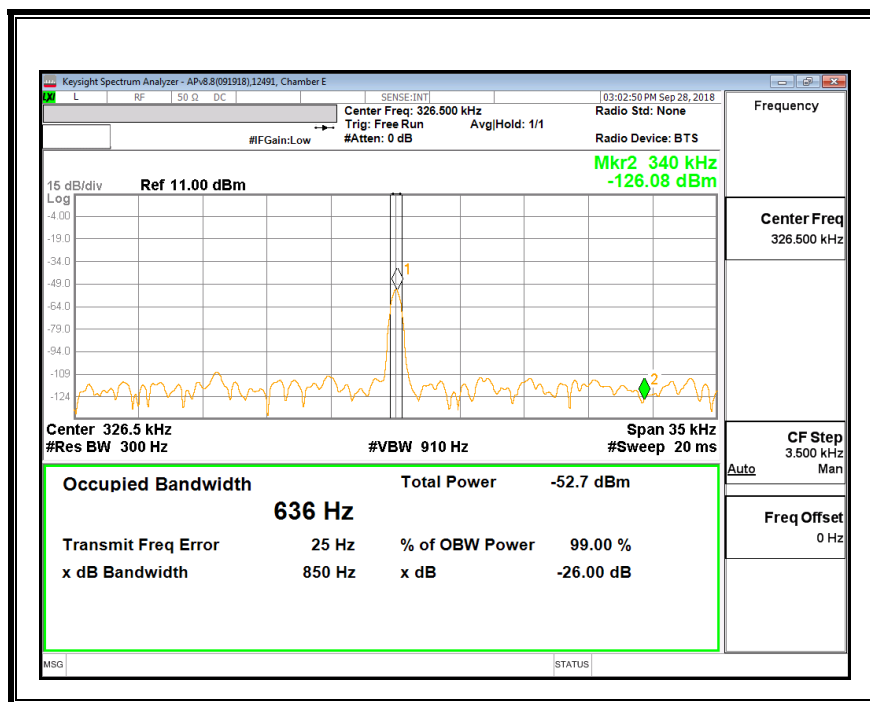 Keysight Spectrum Analyzer - APv8.8(091918),12491, Chamber E
LXI L RF 50 Ω DC SENSE:INT 03:02:50 PM Sep 28, 2018
Center Freq: 326.500 kHz Radio Std: None
Trig: Free Run Avg|Hold: 1/1
#IFGain:Low #Atten: 0 dB Radio Device: BTS
Mkr2 340 kHz
15 dB/div Ref 11.00 dBm -126.08 dBm
Log
-4.00
-19.0
-34.0
-49.0
-64.0
-79.0
-94.0
-109
-124
1
2
Center 326.5 kHz Span 35 kHz
#Res BW 300 Hz #VBW 910 Hz #Sweep 20 ms
Occupied Bandwidth Total Power -52.7 dBm
636 Hz
Transmit Freq Error 25 Hz % of OBW Power 99.00 %
x dB Bandwidth 850 Hz x dB -26.00 dB
MSG STATUS
Frequency
Center Freq
326.500 kHz
CF Step
3.500 kHz
Auto Man
Freq Offset
0 Hz